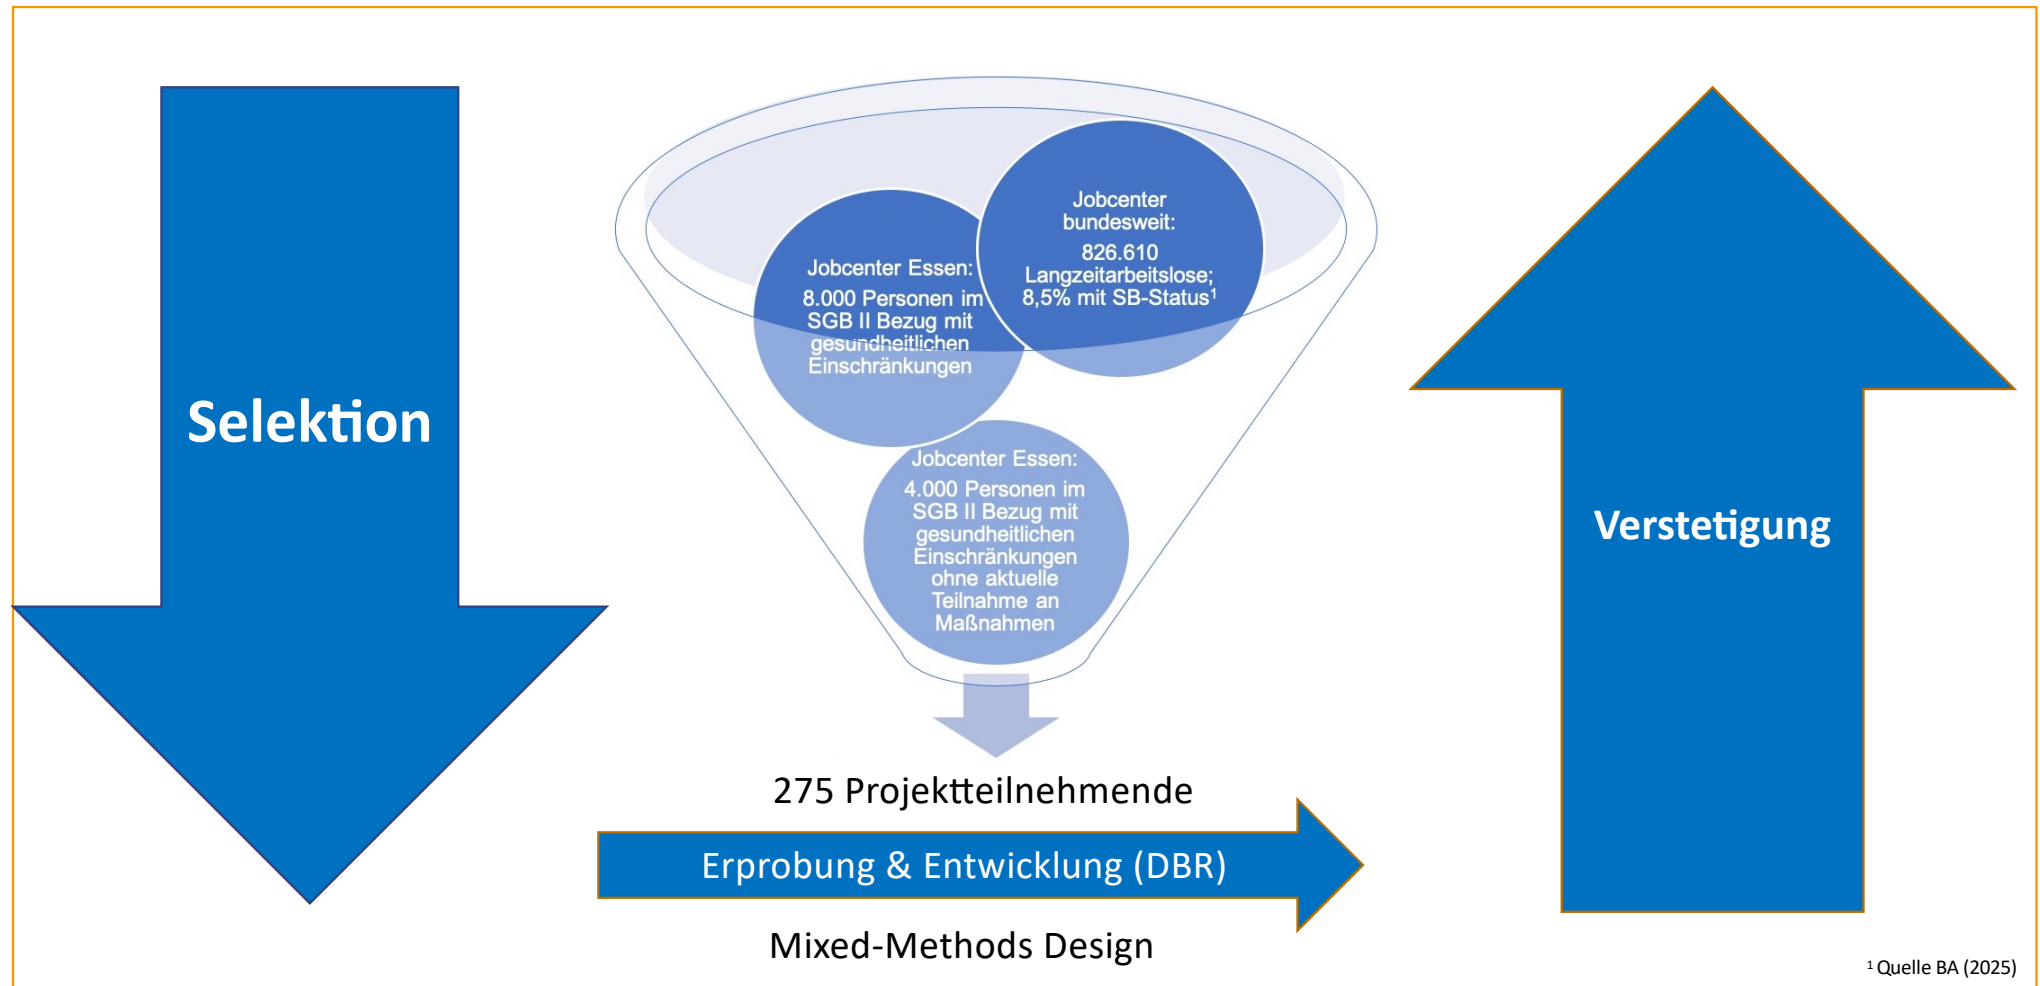 Selektion
Jobcenter
bundesweit:
826.610
Langzeitarbeitslose;
8,5% mit SB-Status¹
Jobcenter Essen:
8.000 Personen im
SGB II Bezug mit
gesundheitlichen
Einschränkungen
Jobcenter Essen:
4.000 Personen im
SGB II Bezug mit
gesundheitlichen
Einschränkungen
ohne aktuelle
Teilnahme an
Maßnahmen
275 Projektteilnehmende
Erprobung & Entwicklung (DBR)
Mixed-Methods Design
Verstetigung
¹ Quelle BA (2025)